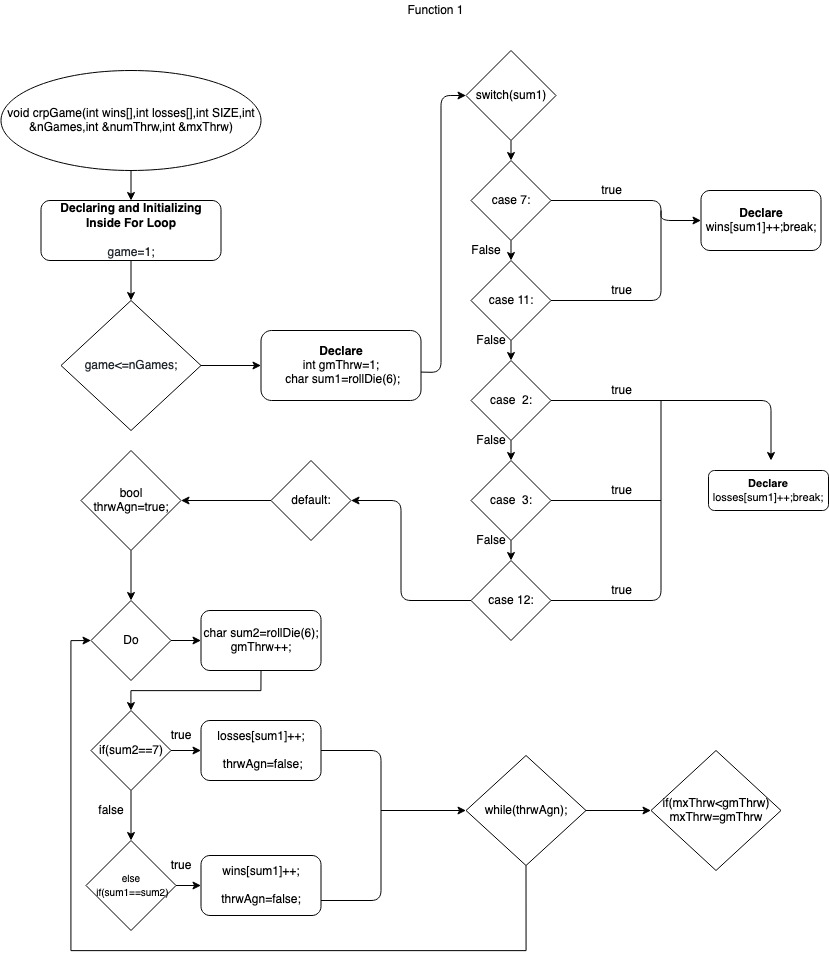 Function 1
void crpGame(int wins[],int losses[],int SIZE,int
&nGames,int &numThrw,int &mxThrw)
Declaring and Initializing
Inside For Loop
game=1;
game<=nGames;
Declare
int gmThrw=1;
char sum1=rollDie(6);
switch(sum1)
case 7:
true
Declare
wins[sum1]++;break;
False
case 11:
true
False
case  2:
true
False
case  3:
true
Declare
losses[sum1]++;break;
False
case 12:
true
default:
bool
thrwAgn=true;
Do
char sum2=rollDie(6);
gmThrw++;
if(sum2==7)
true
losses[sum1]++;
thrwAgn=false;
false
else
if(sum1==sum2)
true
wins[sum1]++;
thrwAgn=false;
while(thrwAgn);
if(mxThrw<gmThrw)
mxThrw=gmThrw